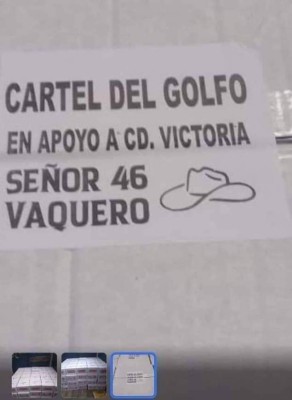 CARTEL DEL GOLFO
EN APOYO A CD. VICTORIA
SEÑOR 46
VAQUERO